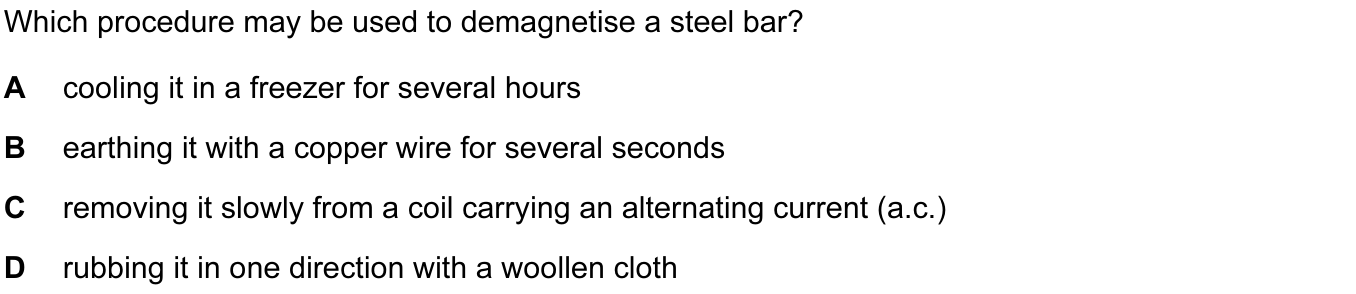 Which procedure may be used to demagnetise a steel bar?
A cooling it in a freezer for several hours
B earthing it with a copper wire for several seconds
C removing it slowly from a coil carrying an alternating current (a.c.)
D rubbing it in one direction with a woollen cloth